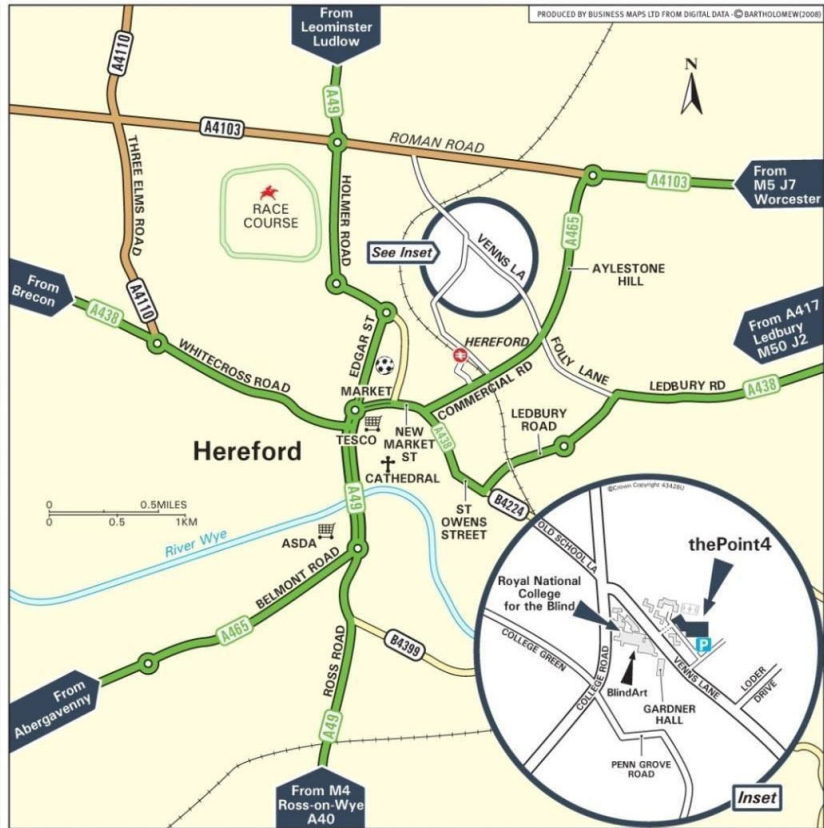 PRODUCED BY BUSINESS MAPS LTD FROM DIGITAL DATA - © BARTHOLOMEW(2008)
From
Leominster
Ludlow
N
A4110
A49
A4103
ROMAN ROAD
A4103
From
M5 J7
Worcester
THREE ELMS ROAD
RACE
COURSE
HOLMER ROAD
See Inset
VENNS LA
A465
AYLESTONE
HILL
From
Brecon
A438
A4110
WHITECROSS ROAD
EDGAR ST
HEREFORD
FOLLY LANE
From A417
Ledbury
M50 J2
LEDBURY RD
A438
MARKET
COMMERCIAL RD
TESCO
NEW
MARKET
ST
A438
LEDBURY
ROAD
Hereford
CATHEDRAL
ST
OWENS
STREET
B4224
A49
0 0.5MILES
0 0.5 1KM
River Wye
ASDA
BELMONT ROAD
A465
ROSS ROAD
B4399
From
Abergavenny
A49
From M4
Ross-on-Wye
A40
©Crown Copyright 43428U
OLD SCHOOL LA
thePoint4
Royal National
College
for the Blind
P
COLLEGE GREEN
COLLEGE ROAD
BlindArt
VENNS LANE
LODER
DRIVE
GARDNER
HALL
PENN GROVE
ROAD
Inset